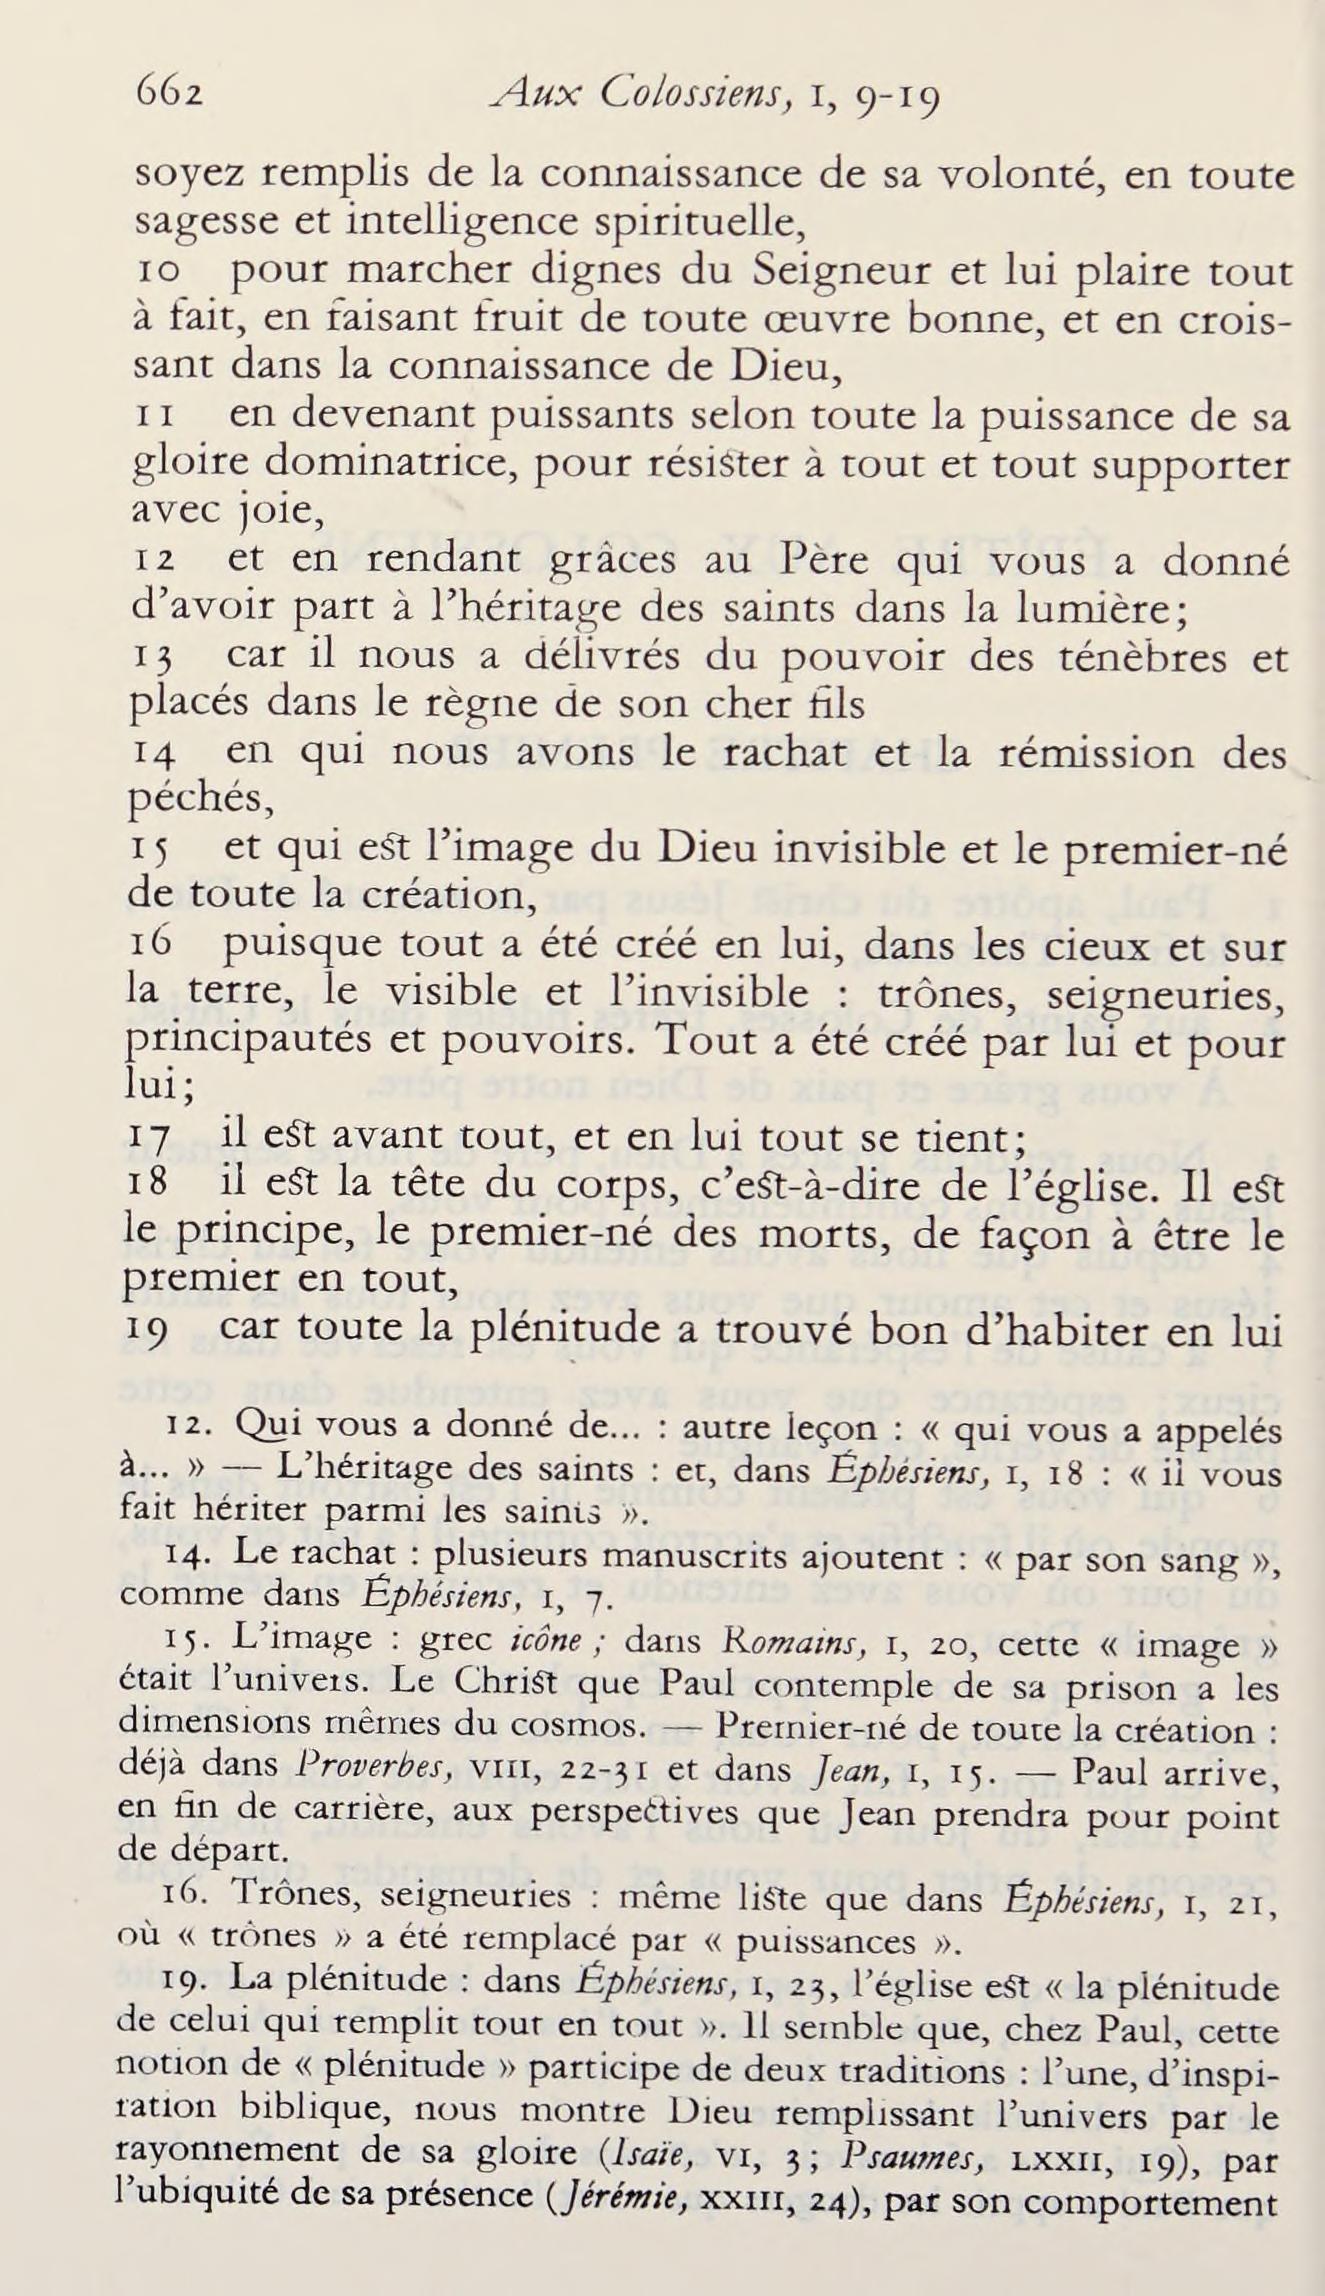 662 Aux Colossiens, I, 9-19
soyez remplis de la connaissance de sa volonté, en toute
sagesse et intelligence spirituelle,
10 pour marcher dignes du Seigneur et lui plaire tout
à fait, en faisant fruit de toute œuvre bonne, et en crois-
sant dans la connaissance de Dieu,
11 en devenant puissants selon toute la puissance de sa
gloire dominatrice, pour résister à tout et tout supporter
avec joie,
12 et en rendant grâces au Père qui vous a donné
d'avoir part à l'héritage des saints dans la lumière;
13 car il nous a délivrés du pouvoir des ténèbres et
placés dans le règne de son cher fils
14 en qui nous avons le rachat et la rémission des
péchés,
15 et qui est l'image du Dieu invisible et le premier-né
de toute la création,
16 puisque tout a été créé en lui, dans les cieux et sur
la terre, le visible et l'invisible : trônes, seigneuries,
principautés et pouvoirs. Tout a été créé par lui et pour
lui;
17 il est avant tout, et en lui tout se tient;
18 il est la tête du corps, c'est-à-dire de l'église. Il est
le principe, le premier-né des morts, de façon à être le
premier en tout,
19 car toute la plénitude a trouvé bon d'habiter en lui
12. Qui vous a donné de... : autre leçon : « qui vous a appelés
à... » — L'héritage des saints : et, dans Éphésiens, I, 18 : « il vous
fait hériter parmi les saints ».
14. Le rachat : plusieurs manuscrits ajoutent : « par son sang »,
comme dans Éphésiens, I, 7.
15. L'image : grec icône ; dans Romains, I, 20, cette « image »
était l'univers. Le Christ que Paul contemple de sa prison a les
dimensions mêmes du cosmos. — Premier-né de toute la création :
déjà dans Proverbes, VIII, 22-31 et dans Jean, I, 15. — Paul arrive,
en fin de carrière, aux perspectives que Jean prendra pour point
de départ.
16. Trônes, seigneuries : même liste que dans Éphésiens, I, 21,
où « trônes » a été remplacé par « puissances ».
19. La plénitude : dans Éphésiens, I, 23, l'église est « la plénitude
de celui qui remplit tout en tout ». Il semble que, chez Paul, cette
notion de « plénitude » participe de deux traditions : l'une, d'inspi-
ration biblique, nous montre Dieu remplissant l'univers par le
rayonnement de sa gloire (Isaïe, VI, 3; Psaumes, LXXII, 19), par
l'ubiquité de sa présence (Jérémie, XXIII, 24), par son comportement